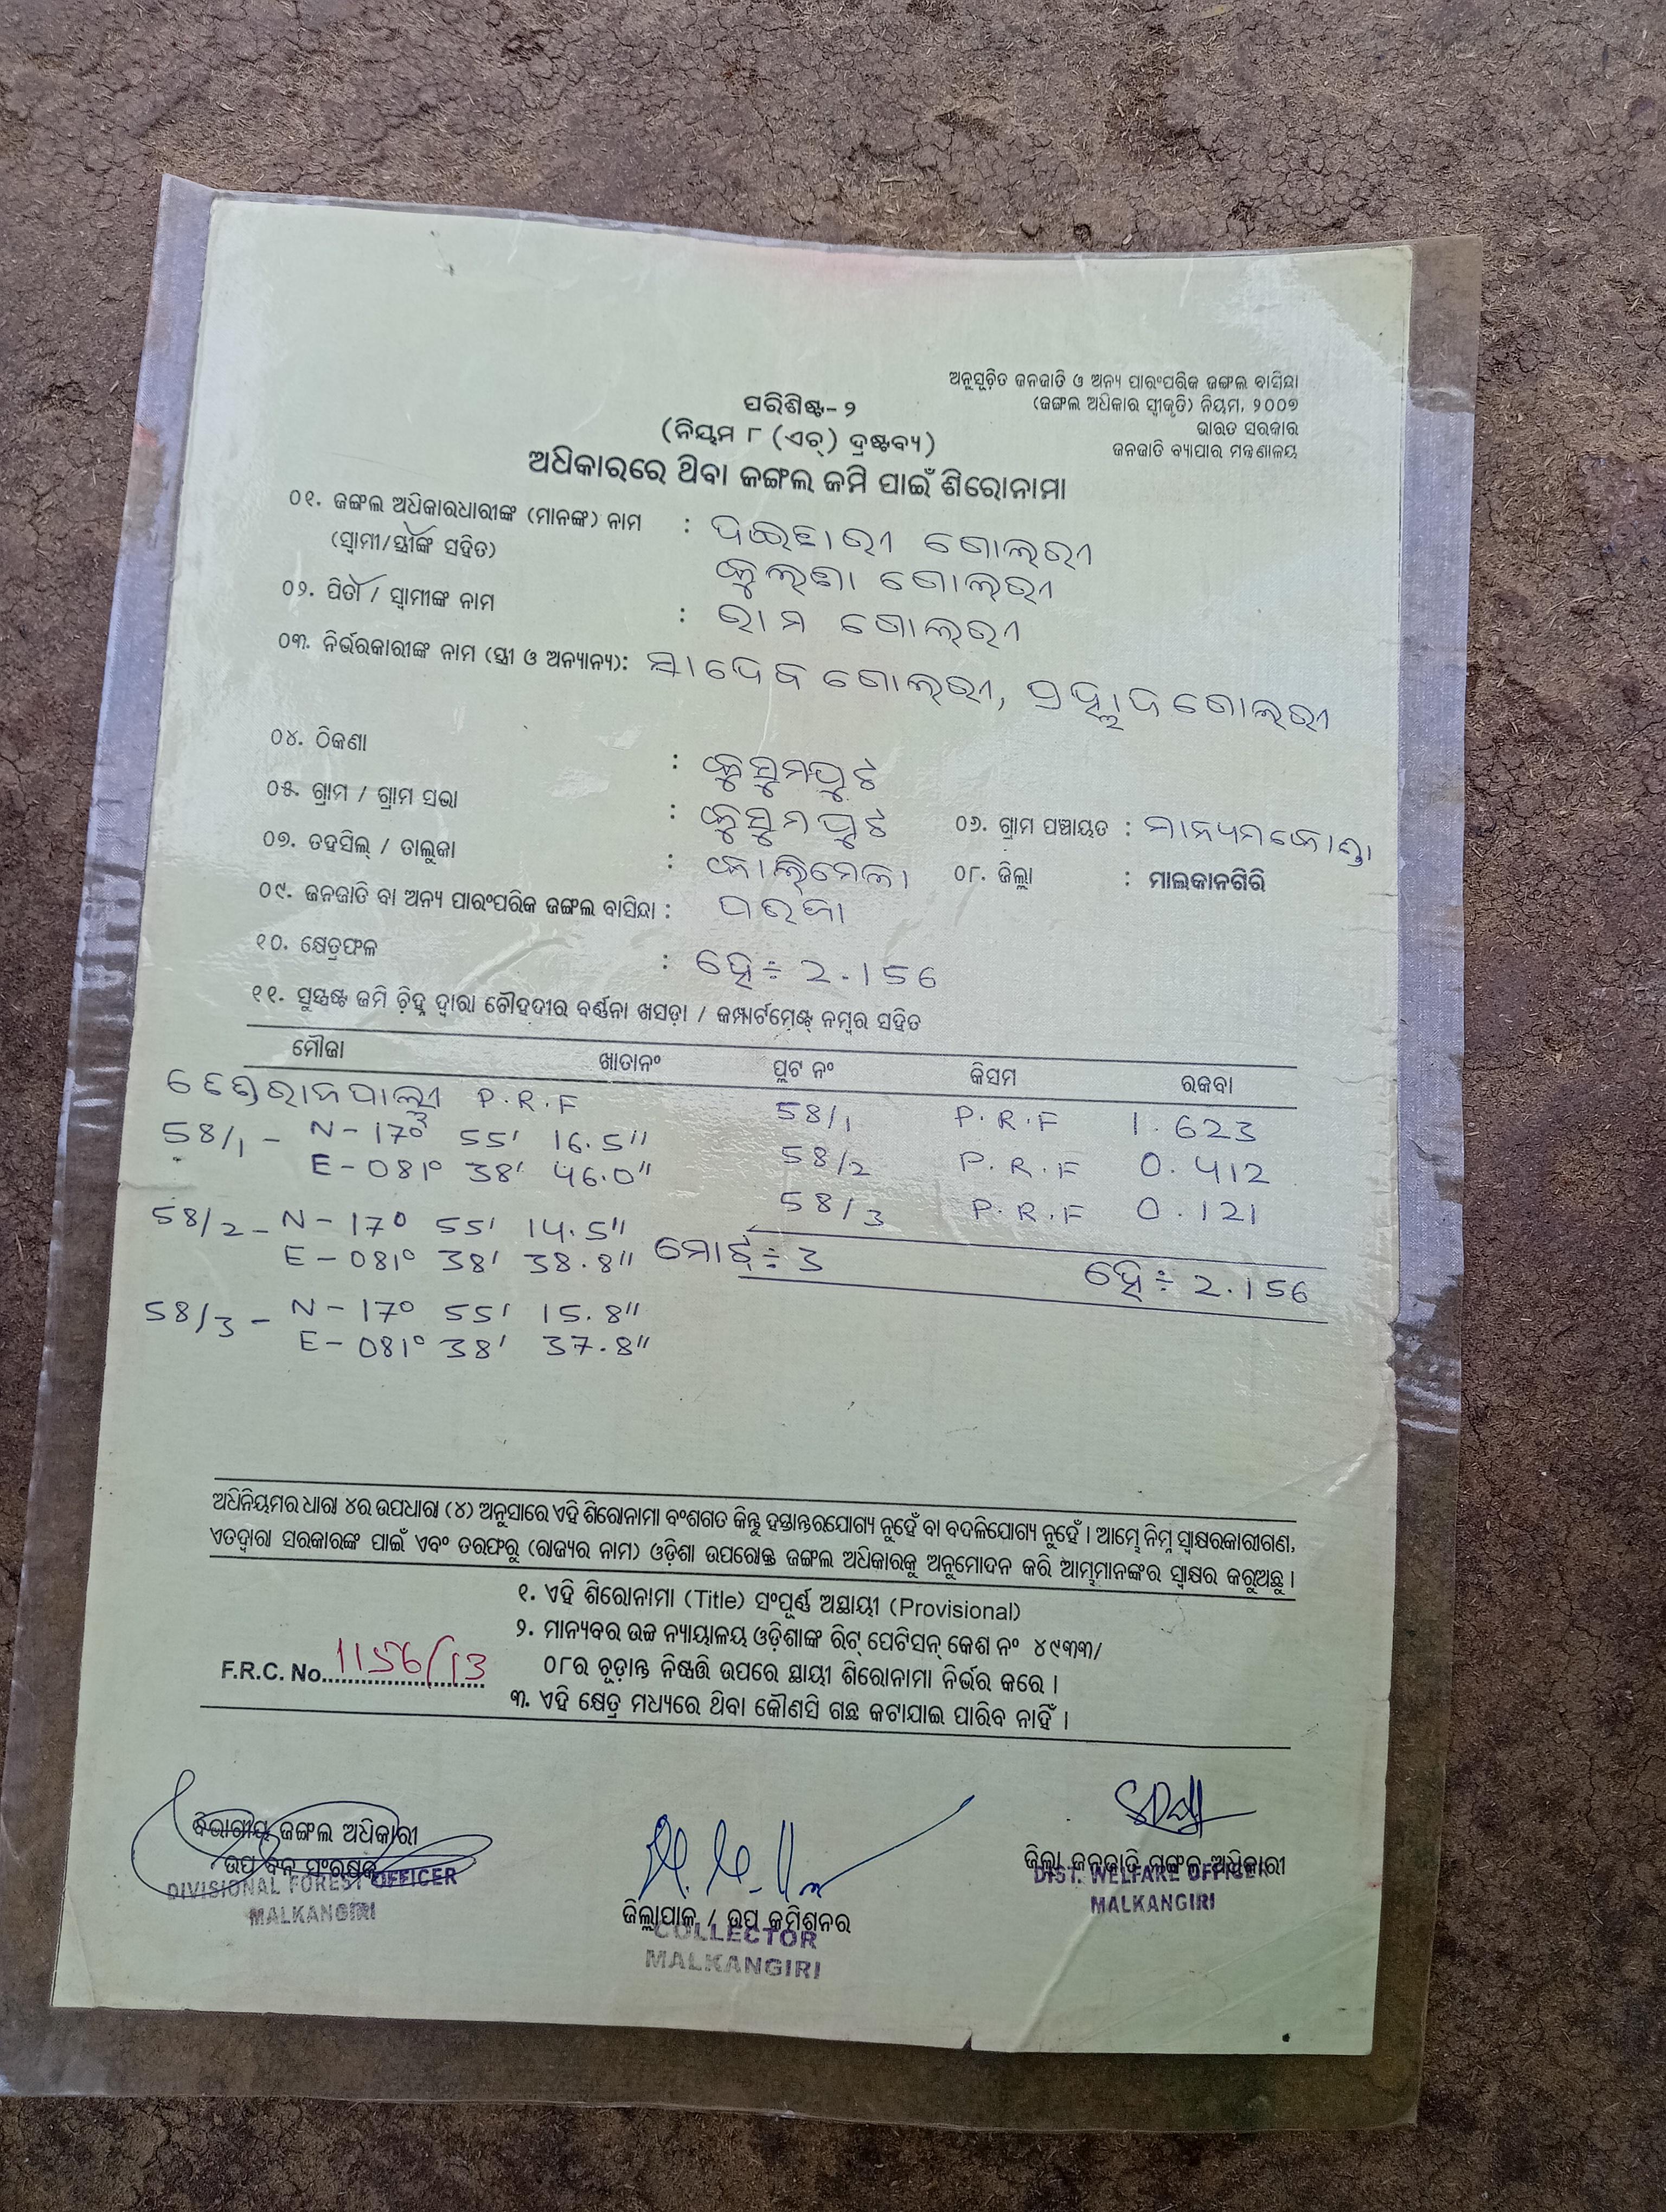 ଅନୁସୂଚିତ ଜନଜାତି ଓ ଅନ୍ୟ ପାରଂପରିକ ଜଙ୍ଗଲ ବାସିନ୍ଦା
(ଜଙ୍ଗଲ ଅଧିକାର ସ୍ୱୀକୃତି) ନିୟମ, ୨୦୦୭
ଭାରତ ସରକାର
ଜନଜାତି ବ୍ୟାପାର ମନ୍ତ୍ରଣାଳୟ
ପରିଶିଷ୍ଟ-୨
(ନିୟମ ୮ (ଏଚ୍) ଦ୍ରଷ୍ଟବ୍ୟ)
ଅଧିକାରରେ ଥିବା ଜଙ୍ଗଲ ଜମି ପାଇଁ ଶିରୋନାମା
୦୧. ଜଙ୍ଗଲ ଅଧିକାରଧାରୀଙ୍କ (ମାନଙ୍କ) ନାମ : ଗୋଲରୀ
(ସ୍ୱାମୀ/ସ୍ତ୍ରୀଙ୍କ ସହିତ) ଗୋଲରୀ
୦୨. ପିତା / ସ୍ୱାମୀଙ୍କ ନାମ : ରାମ ଗୋଲରୀ
୦୩. ନିର୍ଭରକାରୀଙ୍କ ନାମ (ସ୍ତ୍ରୀ ଓ ଅନ୍ୟାନ୍ୟ): ଗୋଲରୀ, ପ୍ରହ୍ଲାଦ ଗୋଲରୀ
୦୪. ଠିକଣା : କୁସୁମପୁଟ
୦୫. ଗ୍ରାମ / ଗ୍ରାମ ସଭା : କୁସୁମପୁଟ ୦୬. ଗ୍ରାମ ପଞ୍ଚାୟତ : ମାନ୍ୟମକୋଣ୍ଡା
୦୭. ତହସିଲ୍ / ତାଲୁକା : କାଲିମେଳା ୦୮. ଜିଲ୍ଲା : ମାଲକାନଗିରି
୦୯. ଜନଜାତି ବା ଅନ୍ୟ ପାରଂପରିକ ଜଙ୍ଗଲ ବାସିନ୍ଦା : ପରଜା
୧୦. କ୍ଷେତ୍ରଫଳ : ହେ÷ 2.156
୧୧. ସୁସ୍ପଷ୍ଟ ଜମି ଚିହ୍ନ ଦ୍ୱାରା ଚୌହଦୀର ବର୍ଣ୍ଣନା ଖସଡ଼ା / କମ୍ପାର୍ଟମେଣ୍ଟ୍ ନମ୍ବର ସହିତ
ମୌଜା ଖାତାନଂ ପ୍ଲଟ ନଂ କିସମ ରକବା
P.R.F 58/1 P.R.F 1.623
58/1 - N - 17° 55' 16.5"
E - 081° 38' 46.0" 58/2 P.R.F 0.412
58/2 - N - 17° 55' 14.5" 58/3 P.R.F 0.121
E - 081° 38' 38.8" ମୋଟ÷ 3 ହେ÷ 2.156
58/3 - N - 17° 55' 15.8"
E - 081° 38' 37.8"
ଅଧିନିୟମର ଧାରା ୪ର ଉପଧାରା (୪) ଅନୁସାରେ ଏହି ଶିରୋନାମା ବଂଶଗତ କିନ୍ତୁ ହସ୍ତାନ୍ତରଯୋଗ୍ୟ ନୁହେଁ ବା ବଦଳିଯୋଗ୍ୟ ନୁହେଁ । ଆମ୍ଭେ ନିମ୍ନ ସ୍ୱାକ୍ଷରକାରୀଗଣ,
ଏତଦ୍ଦ୍ୱାରା ସରକାରଙ୍କ ପାଇଁ ଏବଂ ତରଫରୁ (ରାଜ୍ୟର ନାମ) ଓଡ଼ିଶା ଉପରୋକ୍ତ ଜଙ୍ଗଲ ଅଧିକାରକୁ ଅନୁମୋଦନ କରି ଆମ୍ଭମାନଙ୍କର ସ୍ୱାକ୍ଷର କରୁଅଛୁ ।
୧. ଏହି ଶିରୋନାମା (Title) ସଂପୂର୍ଣ୍ଣ ଅସ୍ଥାୟୀ (Provisional)
୨. ମାନ୍ୟବର ଉଚ୍ଚ ନ୍ୟାୟାଳୟ ଓଡ଼ିଶାଙ୍କ ରିଟ୍ ପେଟିସନ୍ କେଶ ନଂ ୪୯୩୩/
୦୮ର ଚୂଡ଼ାନ୍ତ ନିଷ୍ପତ୍ତି ଉପରେ ସ୍ଥାୟୀ ଶିରୋନାମା ନିର୍ଭର କରେ ।
F.R.C. No. 1156/13
୩. ଏହି କ୍ଷେତ୍ର ମଧ୍ୟରେ ଥିବା କୌଣସି ଗଛ କଟାଯାଇ ପାରିବ ନାହିଁ ।
ବିଭାଗୀୟ ଜଙ୍ଗଲ ଅଧିକାରୀ
ଉପ ବନ ସଂରକ୍ଷକ
DIVISIONAL FOREST OFFICER
MALKANGIRI
ଜିଲ୍ଲାପାଳ / ଉପ କମିଶନର
COLLECTOR
MALKANGIRI
ଜିଲ୍ଲା ଜନଜାତି ମଙ୍ଗଳ ଅଧିକାରୀ
DIST. WELFARE OFFICER
MALKANGIRI